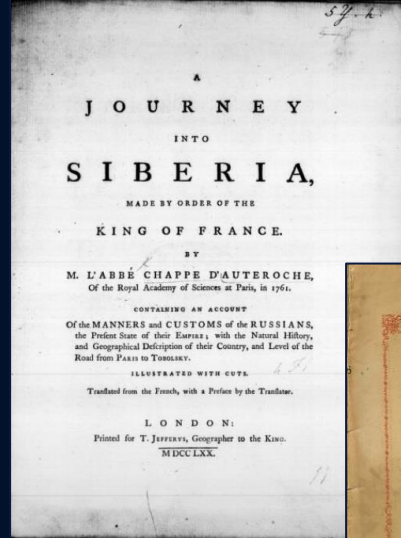 A
JOURNEY
INTO
SIBERIA,
MADE BY ORDER OF THE
KING OF FRANCE.
BY
M. L'ABBÉ CHAPPE D'AUTEROCHE,
Of the Royal Academy of Sciences at Paris, in 1761.
CONTAINING AN ACCOUNT
Of the MANNERS and CUSTOMS of the RUSSIANS,
the Present State of their EMPIRE; with the Natural Hiſtory,
and Geographical Deſcription of their Country, and Level of the
Road from PARIS to TOBOLSKY.
ILLUSTRATED WITH CUTS.
Tranſlated from the French, with a Preface by the Tranſlator.
LONDON:
Printed for T. JEFFERYS, Geographer to the KING.
MDCCLXX.